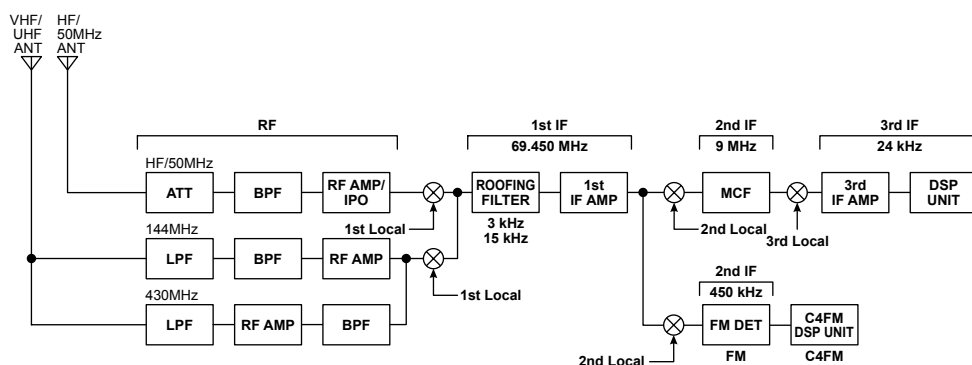 VHF/
UHF
ANT
HF/
50MHz
ANT
RF
1st IF
69.450 MHz
2nd IF
9 MHz
3rd IF
24 kHz
HF/50MHz
ATT
BPF
RF AMP/
IPO
1st Local
ROOFING
FILTER
3 kHz
15 kHz
1st
IF AMP
MCF
2nd Local
3rd Local
3rd
IF AMP
DSP
UNIT
144MHz
LPF
BPF
RF AMP
1st Local
430MHz
LPF
RF AMP
BPF
2nd IF
450 kHz
2nd Local
FM DET
FM
C4FM
DSP UNIT
C4FM